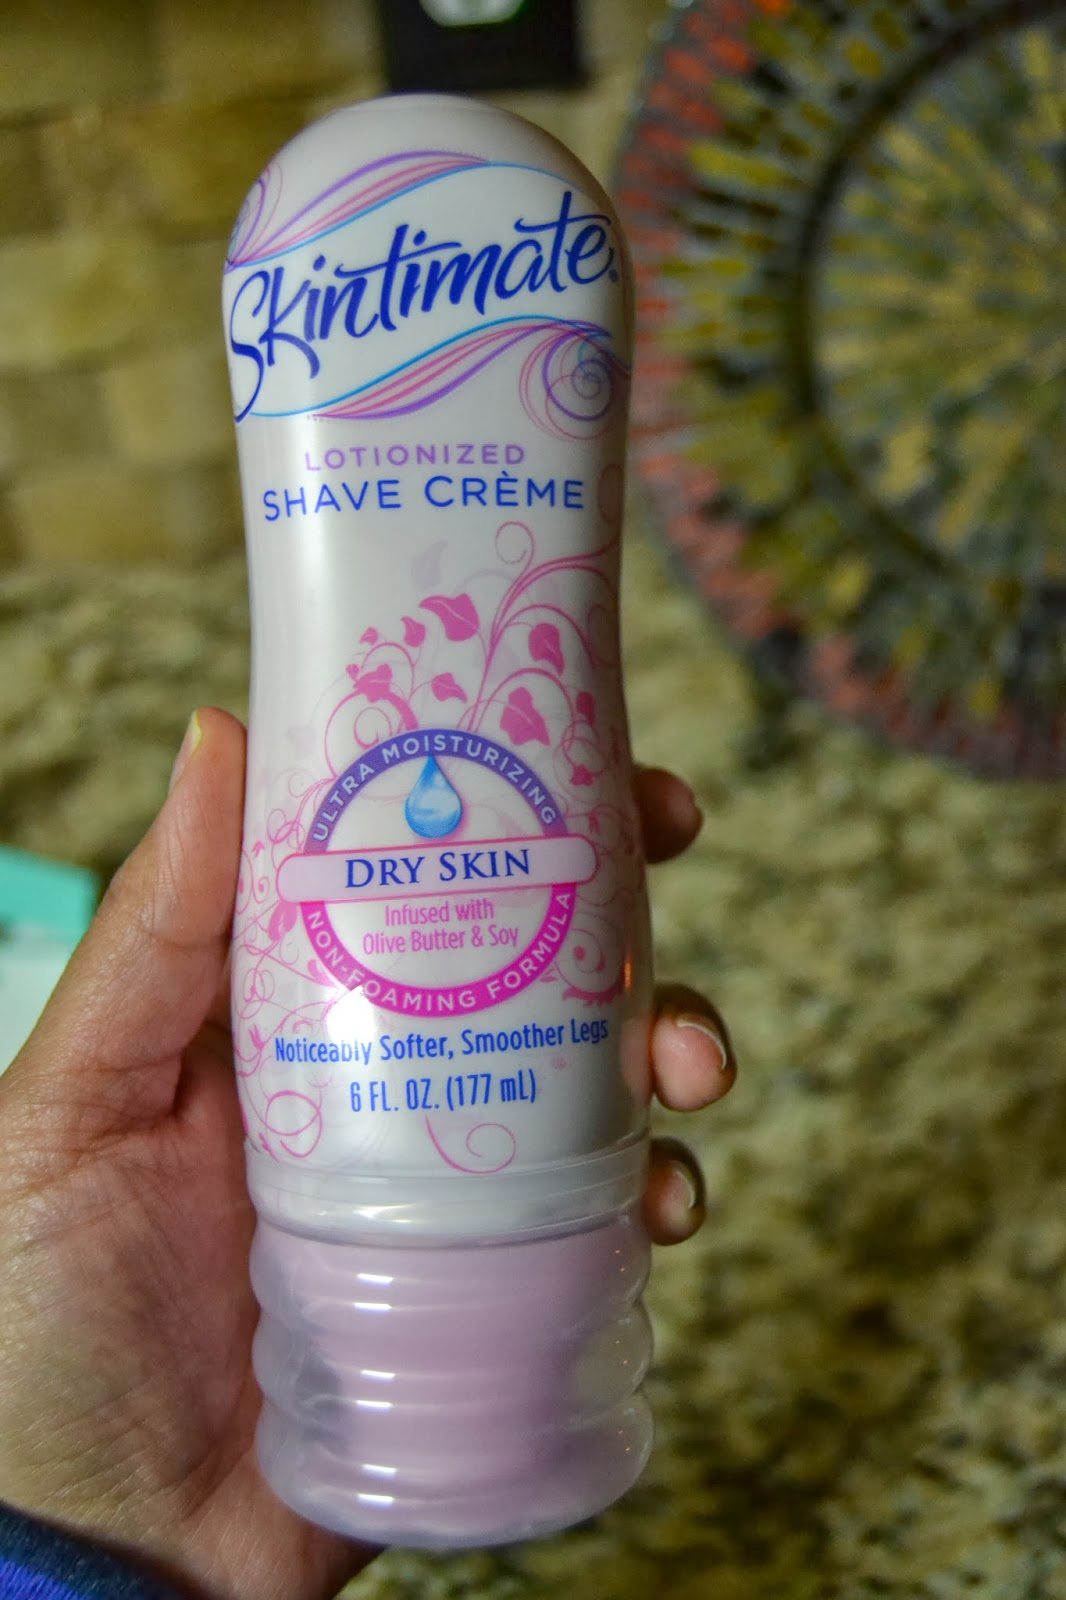 Skintimate®
LOTIONIZED
SHAVE CRÈME
ULTRA MOISTURIZING
DRY SKIN
Infused with
Olive Butter & Soy
NON-FOAMING FORMULA
Noticeably Softer, Smoother Legs
6 FL. OZ. (177 mL)